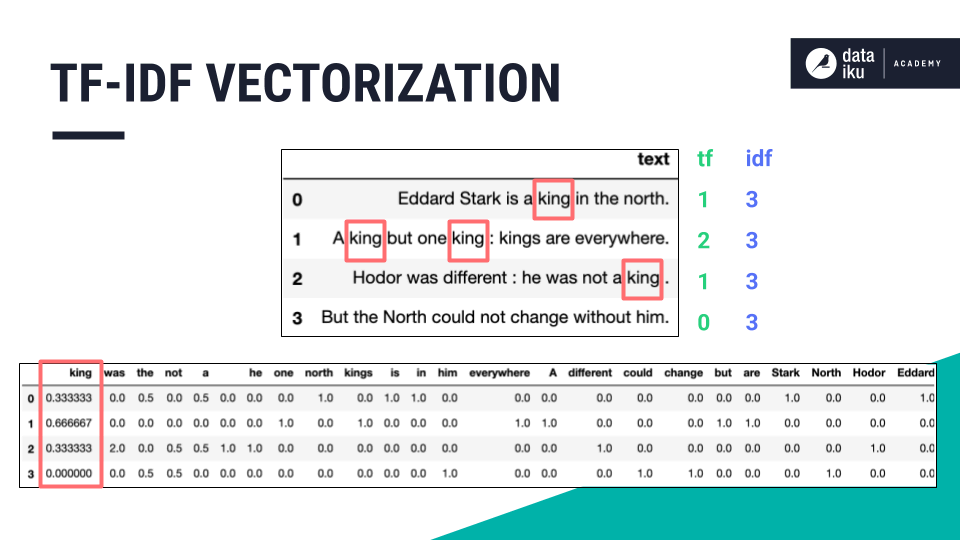 TF-IDF VECTORIZATION
data
iku
ACADEMY
text tf idf
0 Eddard Stark is a king in the north. 1 3
1 A king but one king : kings are everywhere. 2 3
2 Hodor was different : he was not a king . 1 3
3 But the North could not change without him. 0 3
king was the not a he one north kings is in him everywhere A different could change but are Stark North Hodor Eddard
0 0.333333 0.0 0.5 0.0 0.5 0.0 0.0 0.0 1.0 0.0 1.0 1.0 0.0 0.0 0.0 0.0 0.0 0.0 0.0 0.0 1.0 0.0 0.0 1.0
1 0.666667 0.0 0.0 0.0 0.0 0.0 0.0 1.0 0.0 1.0 0.0 0.0 0.0 1.0 1.0 0.0 0.0 0.0 1.0 1.0 0.0 0.0 0.0 0.0
2 0.333333 2.0 0.0 0.5 0.5 1.0 1.0 0.0 0.0 0.0 0.0 0.0 0.0 0.0 0.0 1.0 0.0 0.0 0.0 0.0 0.0 0.0 1.0 0.0
3 0.000000 0.0 0.5 0.5 0.0 0.0 0.0 0.0 0.0 0.0 0.0 0.0 1.0 0.0 0.0 0.0 1.0 1.0 0.0 0.0 0.0 1.0 0.0 0.0